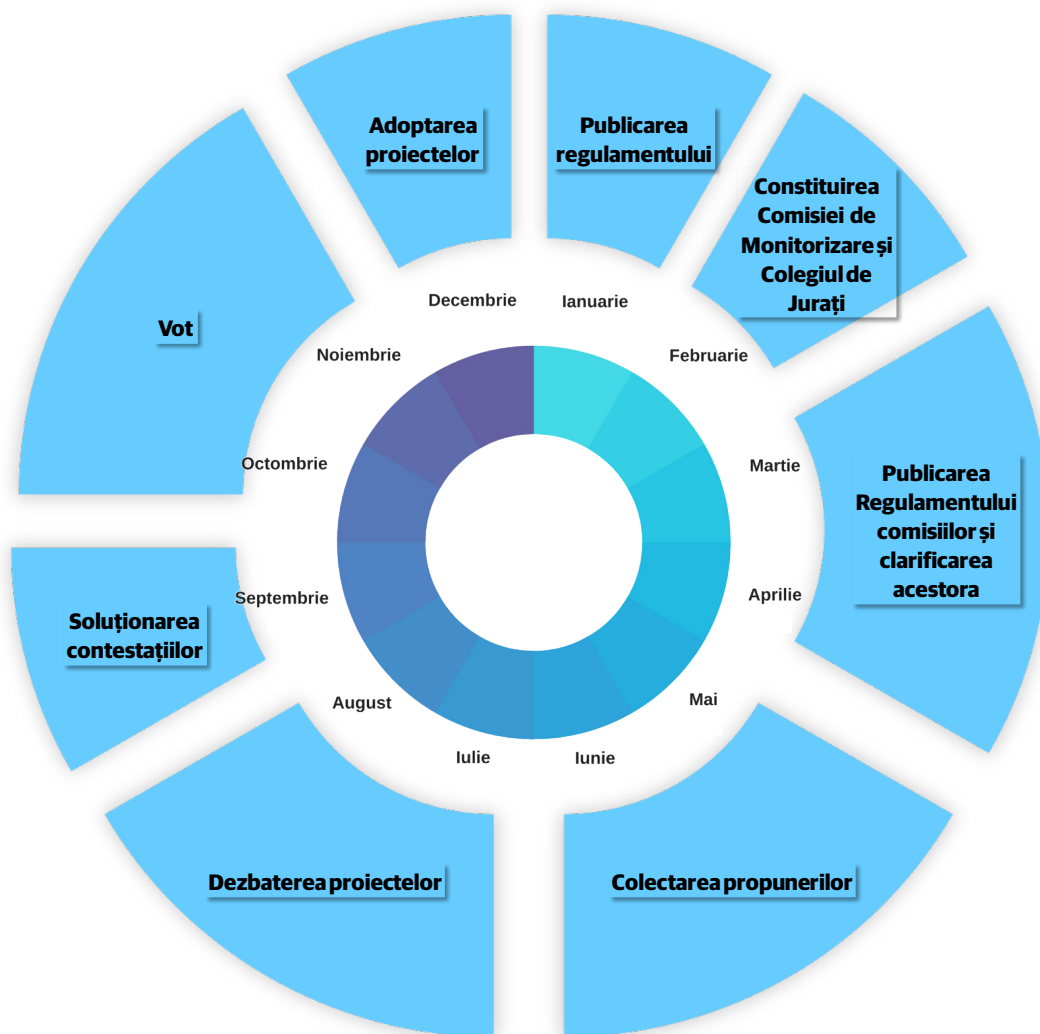 Adoptarea
proiectelor
Publicarea
regulamentului
Constituirea
Comisiei de
Monitorizare și
Colegiul de
Jurați
Vot
Decembrie
Ianuarie
Noiembrie
Februarie
Octombrie
Martie
Publicarea
Regulamentului
comisiilor și
clarificarea
acestora
Septembrie
Aprilie
Soluționarea
contestațiilor
August
Mai
Iulie
Iunie
Dezbaterea proiectelor
Colectarea propunerilor